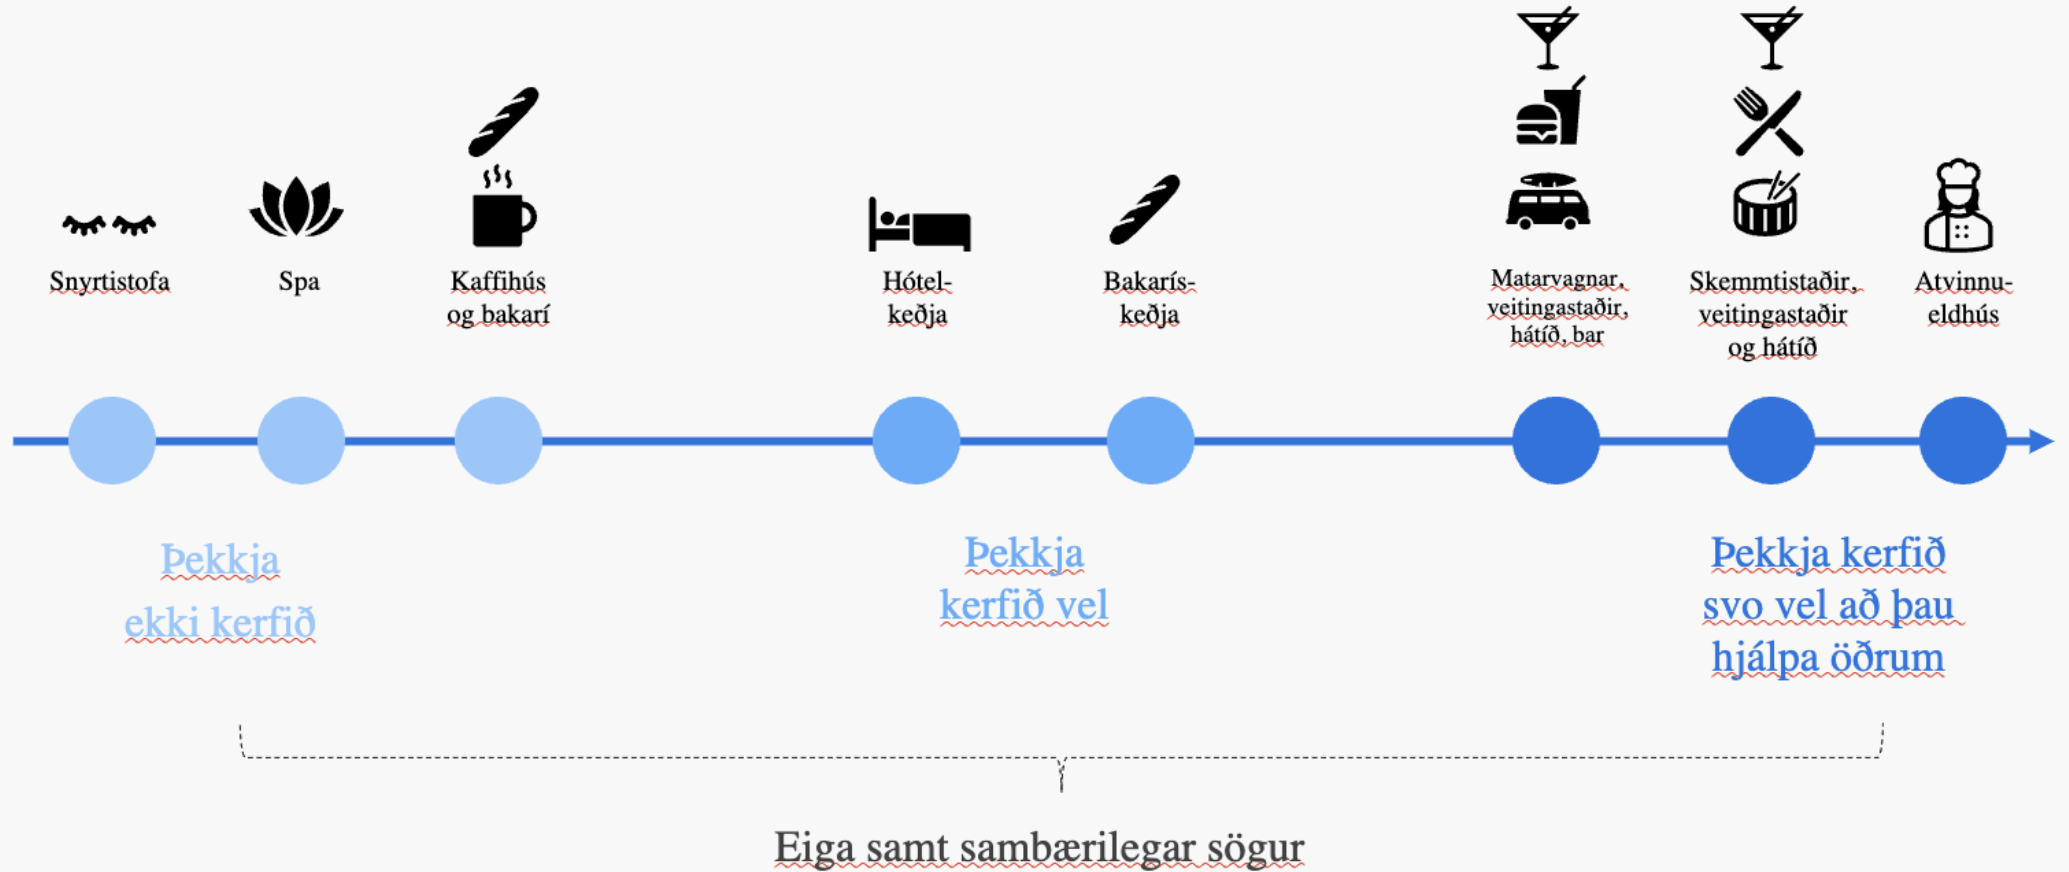 Snyrtistofa
Spa
Kaffihús
og bakarí
Hótel-
keðja
Bakarís-
keðja
Matarvagnar,
veitingastaðir,
hátíð, bar
Skemmtistaðir,
veitingastaðir
og hátíð
Atvinnu-
eldhús
Þekkja
ekki kerfið
Þekkja
kerfið vel
Þekkja kerfið
svo vel að þau
hjálpa öðrum
Eiga samt sambærilegar sögur